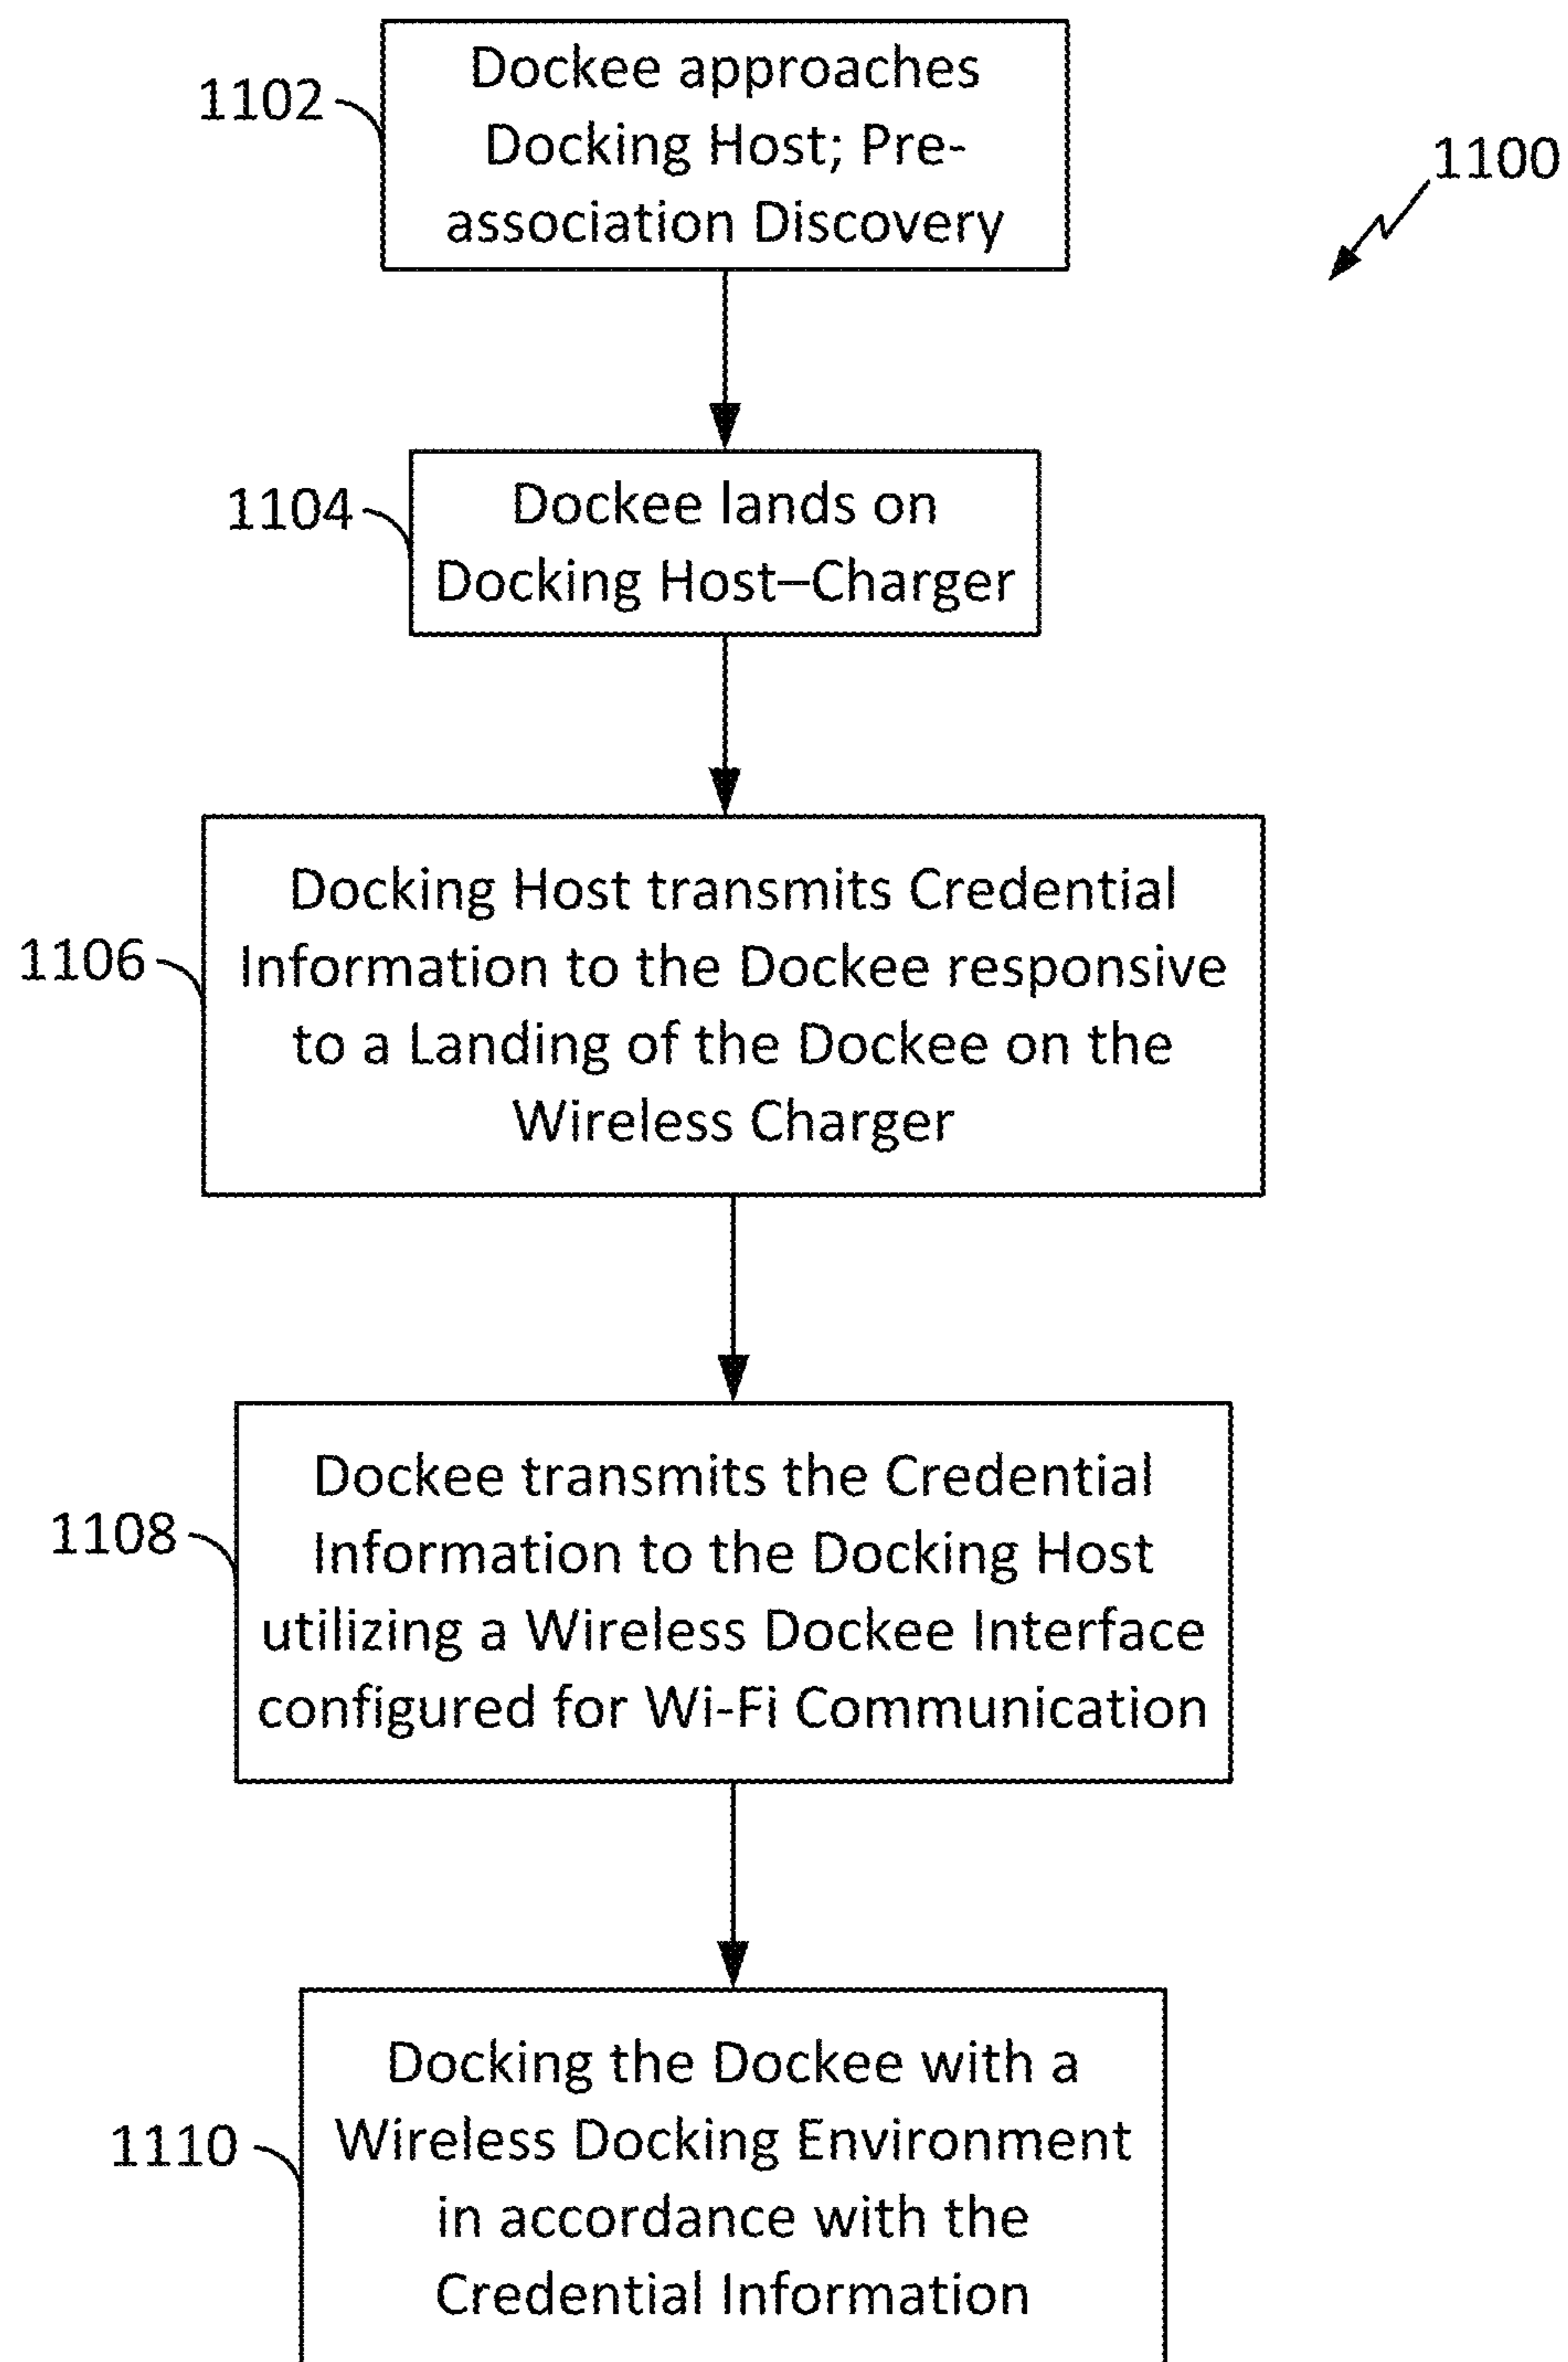 1102
Dockee approaches
Docking Host; Pre-
association Discovery
1100
1104
Dockee lands on
Docking Host–Charger
1106
Docking Host transmits Credential
Information to the Dockee responsive
to a Landing of the Dockee on the
Wireless Charger
1108
Dockee transmits the Credential
Information to the Docking Host
utilizing a Wireless Dockee Interface
configured for Wi-Fi Communication
1110
Docking the Dockee with a
Wireless Docking Environment
in accordance with the
Credential Information